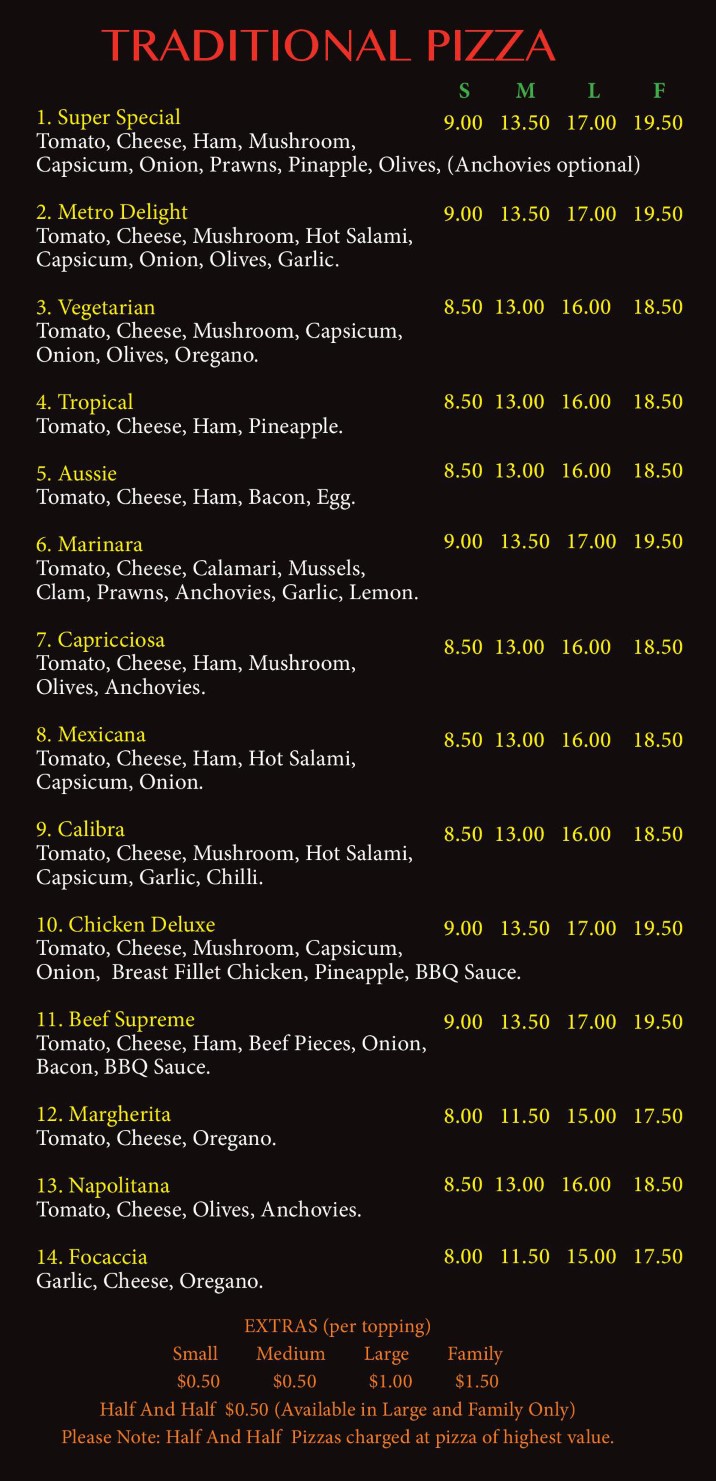 TRADITIONAL PIZZA
S M L F
1. Super Special 9.00 13.50 17.00 19.50
Tomato, Cheese, Ham, Mushroom,
Capsicum, Onion, Prawns, Pinapple, Olives, (Anchovies optional)
2. Metro Delight 9.00 13.50 17.00 19.50
Tomato, Cheese, Mushroom, Hot Salami,
Capsicum, Onion, Olives, Garlic.
3. Vegetarian 8.50 13.00 16.00 18.50
Tomato, Cheese, Mushroom, Capsicum,
Onion, Olives, Oregano.
4. Tropical 8.50 13.00 16.00 18.50
Tomato, Cheese, Ham, Pineapple.
5. Aussie 8.50 13.00 16.00 18.50
Tomato, Cheese, Ham, Bacon, Egg.
6. Marinara 9.00 13.50 17.00 19.50
Tomato, Cheese, Calamari, Mussels,
Clam, Prawns, Anchovies, Garlic, Lemon.
7. Capricciosa 8.50 13.00 16.00 18.50
Tomato, Cheese, Ham, Mushroom,
Olives, Anchovies.
8. Mexicana 8.50 13.00 16.00 18.50
Tomato, Cheese, Ham, Hot Salami,
Capsicum, Onion.
9. Calibra 8.50 13.00 16.00 18.50
Tomato, Cheese, Mushroom, Hot Salami,
Capsicum, Garlic, Chilli.
10. Chicken Deluxe 9.00 13.50 17.00 19.50
Tomato, Cheese, Mushroom, Capsicum,
Onion, Breast Fillet Chicken, Pineapple, BBQ Sauce.
11. Beef Supreme 9.00 13.50 17.00 19.50
Tomato, Cheese, Ham, Beef Pieces, Onion,
Bacon, BBQ Sauce.
12. Margherita 8.00 11.50 15.00 17.50
Tomato, Cheese, Oregano.
13. Napolitana 8.50 13.00 16.00 18.50
Tomato, Cheese, Olives, Anchovies.
14. Focaccia 8.00 11.50 15.00 17.50
Garlic, Cheese, Oregano.
EXTRAS (per topping)
Small Medium Large Family
$0.50 $0.50 $1.00 $1.50
Half And Half $0.50 (Available in Large and Family Only)
Please Note: Half And Half Pizzas charged at pizza of highest value.